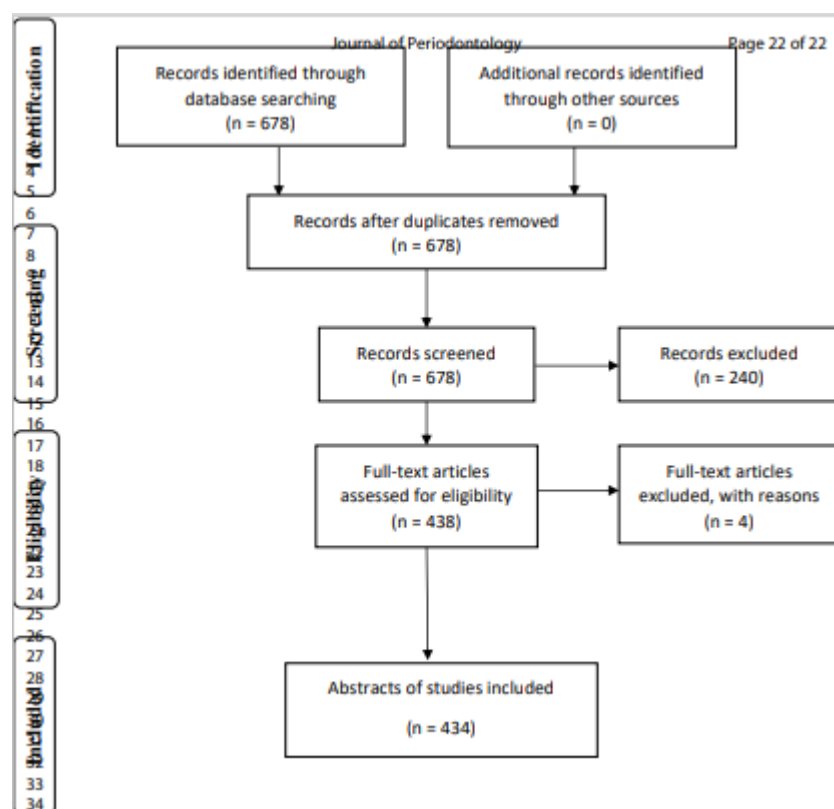 Journal of Periodontology
Page 22 of 22
Identification
Records identified through
database searching
(n = 678)
Additional records identified
through other sources
(n = 0)
4
5
6
Records after duplicates removed
(n = 678)
7
8
Screening
Records screened
(n = 678)
Records excluded
(n = 240)
13
14
15
16
17
18
Eligibility
Full-text articles
assessed for eligibility
(n = 438)
Full-text articles
excluded, with reasons
(n = 4)
23
24
25
26
27
28
Included
Abstracts of studies included
(n = 434)
33
34